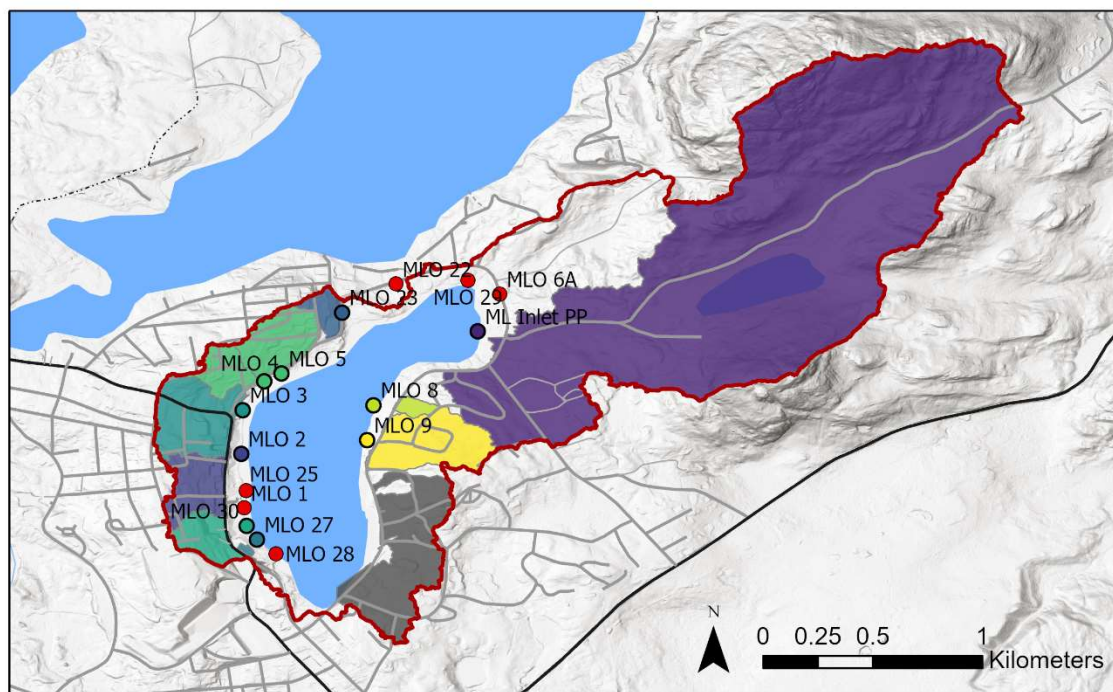 MLO 22
MLO 6A
MLO 29
MLO 23
ML Inlet PP
MLO 4
MLO 5
MLO 3
MLO 8
MLO 9
MLO 2
MLO 25
MLO 1
MLO 30
MLO 27
MLO 28
N
0 0.25 0.5 1
Kilometers